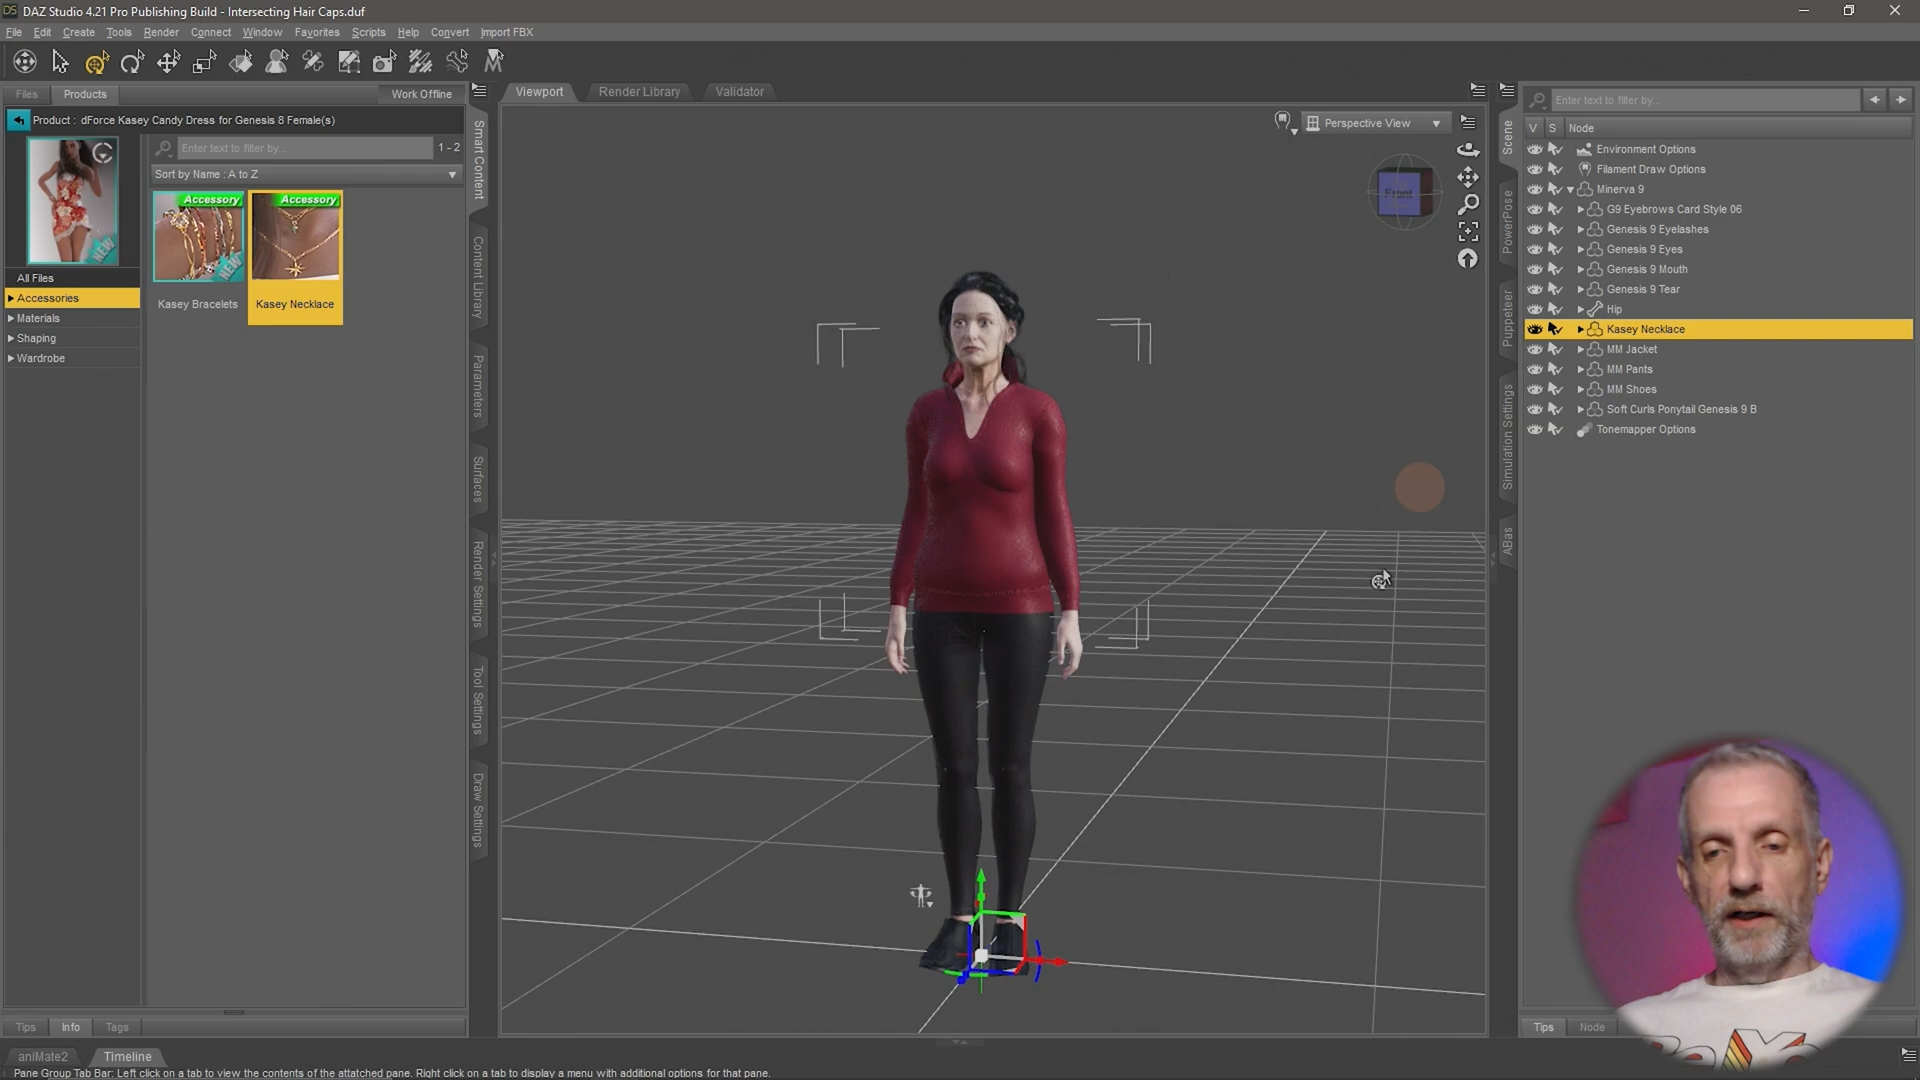 DAZ Studio 4.21 Pro Publishing Build - Intersecting Hair Caps.duf
File Edit Create Tools Render Connect Window Favorites Scripts Help Convert Import FBX
Files Products Work Offline
Product : dForce Kasey Candy Dress for Genesis 8 Female(s)
Enter text to filter by... 1 - 2
Sort by Name : A to Z
NEW
Accessory
NEW
Kasey Bracelets
Accessory
Kasey Necklace
All Files
Accessories
Materials
Shaping
Wardrobe
Tips Info Tags
Smart Content
Content Library
Parameters
Surfaces
Render Settings
Tool Settings
Draw Settings
Viewport Render Library Validator
Perspective View
Front
Scene
PowerPose
Puppeteer
Simulation Settings
ABas
Enter text to filter by...
V S Node
Environment Options
Filament Draw Options
Minerva 9
G9 Eyebrows Card Style 06
Genesis 9 Eyelashes
Genesis 9 Eyes
Genesis 9 Mouth
Genesis 9 Tear
Hip
Kasey Necklace
MM Jacket
MM Pants
MM Shoes
Soft Curls Ponytail Genesis 9 B
Tonemapper Options
Tips Node
aniMate2 Timeline
Pane Group Tab Bar: Left click on a tab to view the contents of the attatched pane. Right click on a tab to display a menu with additional options for that pane.